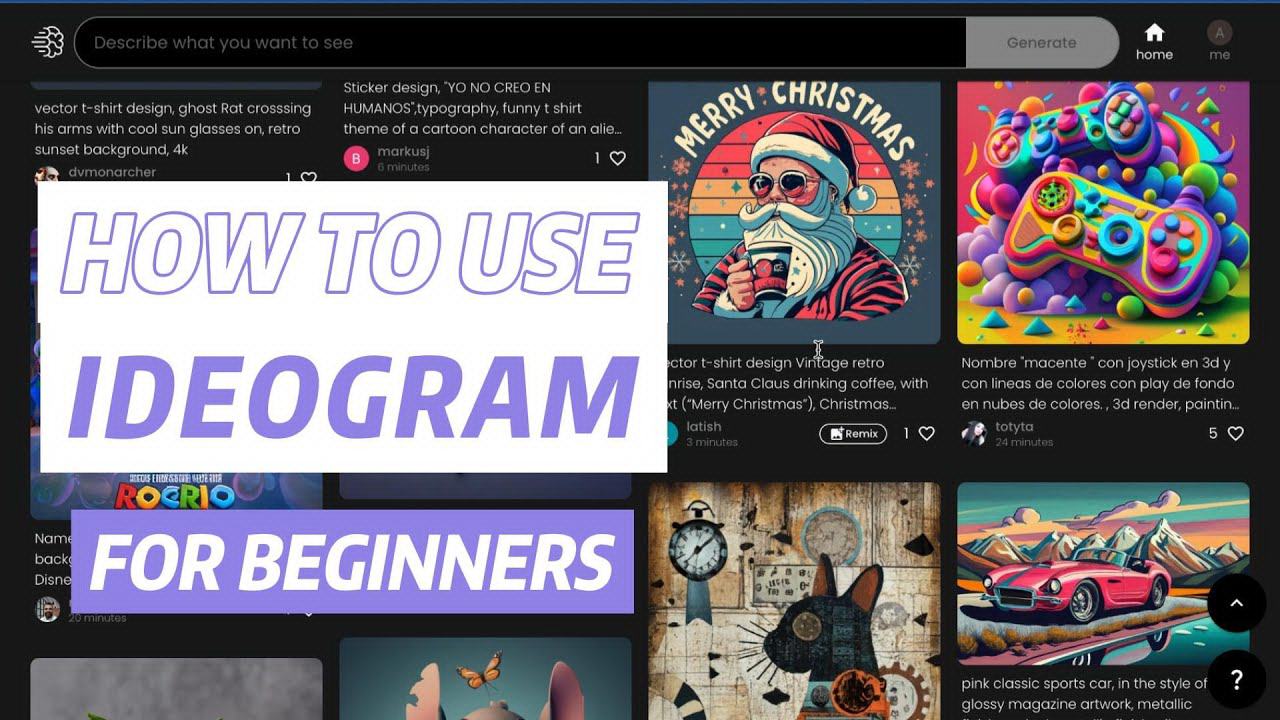 Describe what you want to see
Generate
home
A
me
vector t-shirt design, ghost Rat crosssing
his arms with cool sun glasses on, retro
sunset background, 4k
dvmonarcher
1
Sticker design, "YO NO CREO EN
HUMANOS",typography, funny t shirt
theme of a cartoon character of an alie...
B
markusj
6 minutes
1
MERRY CHRISTMAS
HOW TO USE
IDEOGRAM
FOR BEGINNERS
ector t-shirt design Vintage retro
nrise, Santa Claus drinking coffee, with
xt (“Merry Christmas”), Christmas...
latish
3 minutes
Remix
1
Nombre "macente " con joystick en 3d y
con lineas de colores con play de fondo
en nubes de colores. , 3d render, paintin...
totyta
24 minutes
5
ROCRIO
Name
backg
Disne
20 minutes
pink classic sports car, in the style of
glossy magazine artwork, metallic
?